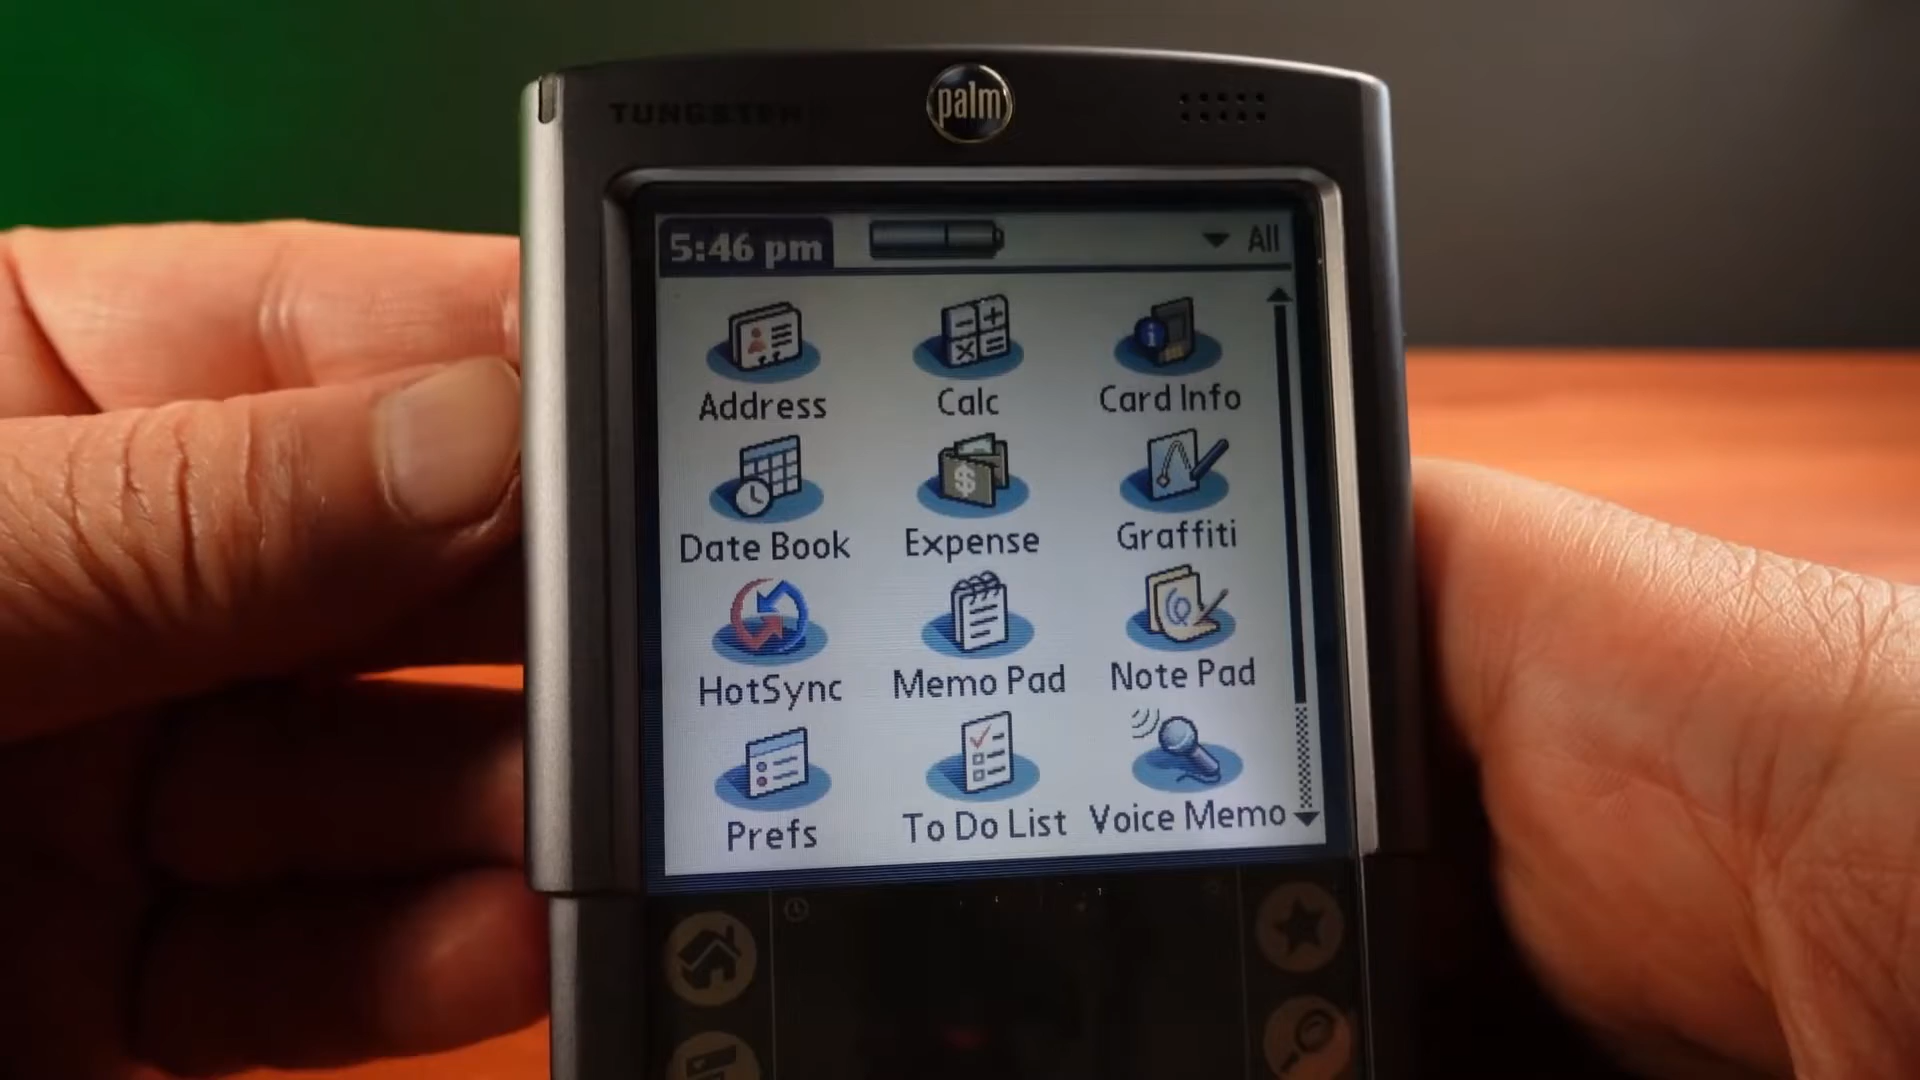 TUNGSTEN
palm
5:46 pm
All
Address Calc Card Info
Date Book Expense Graffiti
HotSync Memo Pad Note Pad
Prefs To Do List Voice Memo